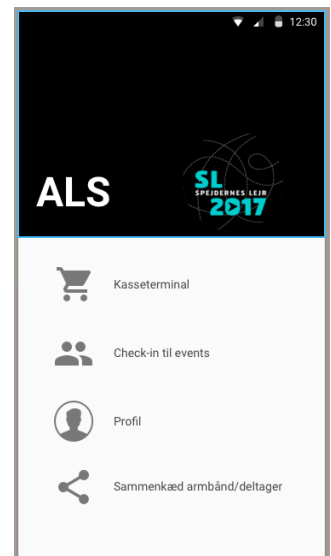 12:30
ALS
SL
SPEJDERNES LEJR
2017
Kasseterminal
Check-in til events
Profil
Sammenkæd armbånd/deltager